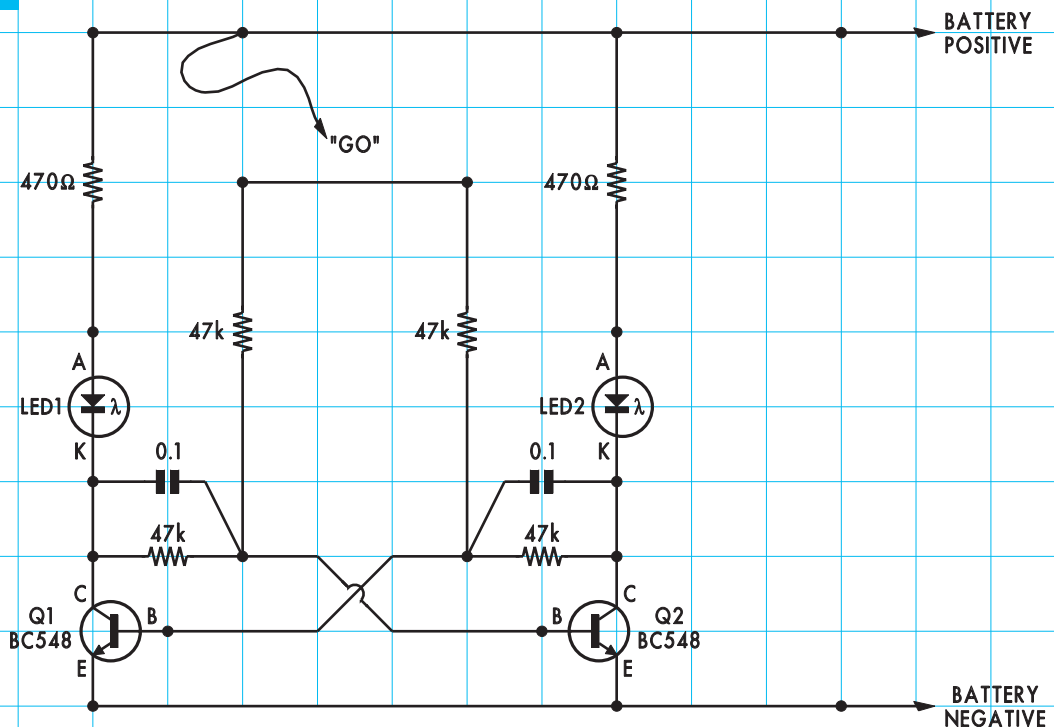 BATTERY
POSITIVE
"GO"
470Ω
470Ω
47k
47k
A
A
LED1
λ
LED2
λ
K
K
0.1
0.1
47k
47k
C
C
Q1
BC548
B
B
Q2
BC548
E
E
BATTERY
NEGATIVE